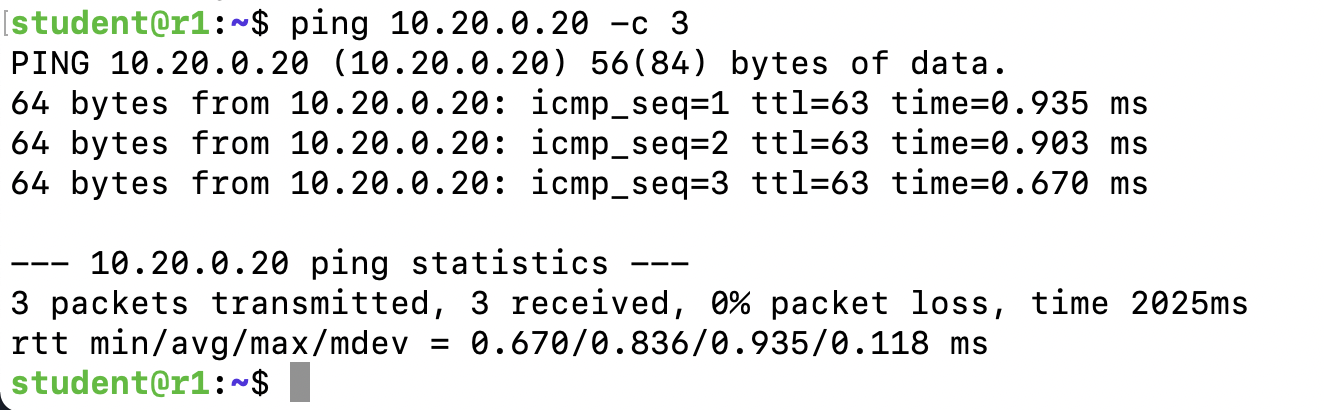 [student@r1:~$ ping 10.20.0.20 -c 3
PING 10.20.0.20 (10.20.0.20) 56(84) bytes of data.
64 bytes from 10.20.0.20: icmp_seq=1 ttl=63 time=0.935 ms
64 bytes from 10.20.0.20: icmp_seq=2 ttl=63 time=0.903 ms
64 bytes from 10.20.0.20: icmp_seq=3 ttl=63 time=0.670 ms
--- 10.20.0.20 ping statistics ---
3 packets transmitted, 3 received, 0% packet loss, time 2025ms
rtt min/avg/max/mdev = 0.670/0.836/0.935/0.118 ms
student@r1:~$